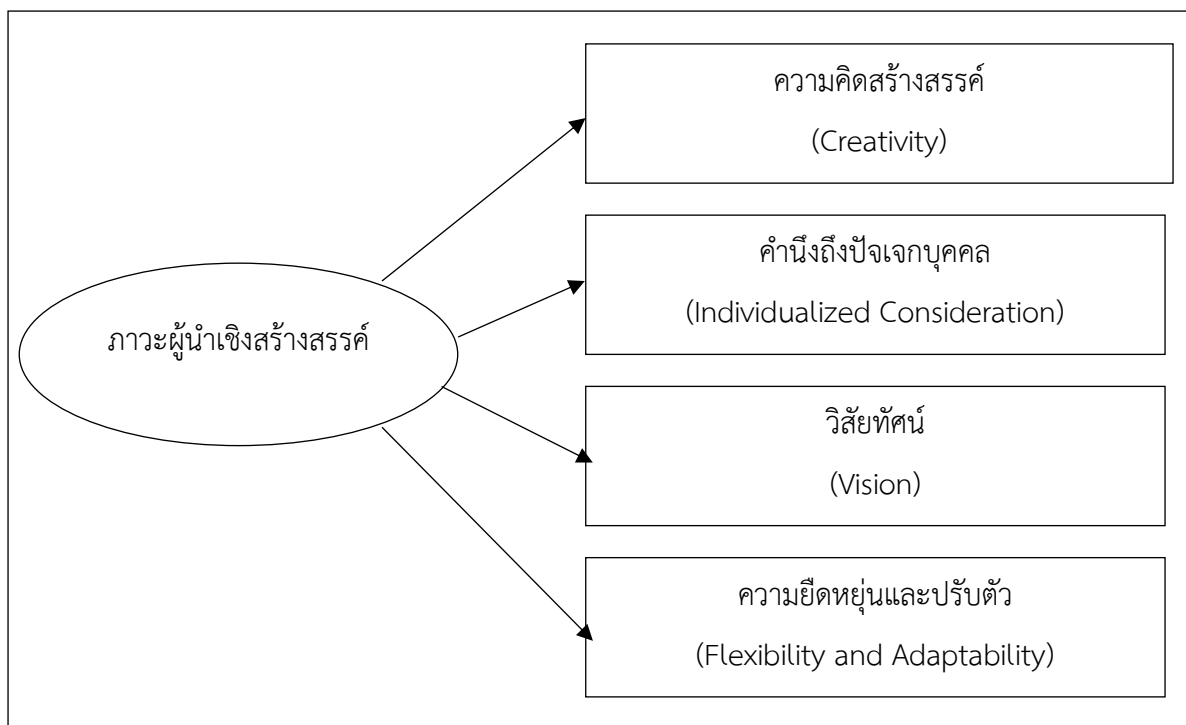 ความคิดสร้างสรรค์
(Creativity)
คำนึงถึงปัจเจกบุคคล
(Individualized Consideration)
ภาวะผู้นำเชิงสร้างสรรค์
วิสัยทัศน์
(Vision)
ความยืดหยุ่นและปรับตัว
(Flexibility and Adaptability)